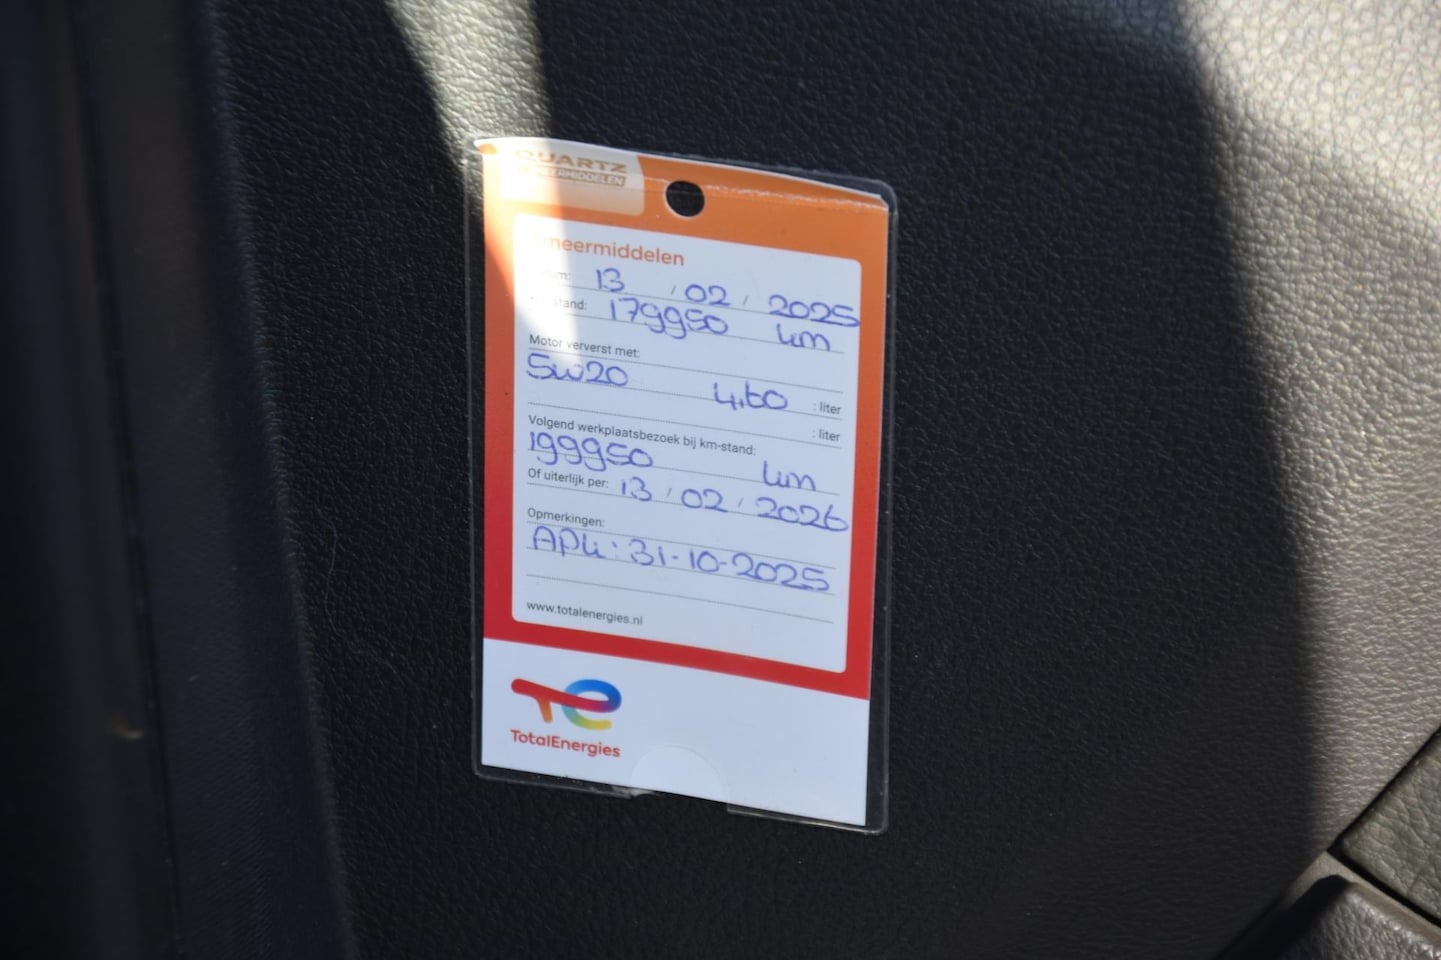 QUARTZ
SMEERMIDDELEN
Smeermiddelen
13 / 02 / 2025
stand: 179950 km
Motor ververst met:
5W20 4,60 : liter
: liter
Volgend werkplaatsbezoek bij km-stand:
199950 km
Of uiterlijk per: 13 / 02 / 2026
Opmerkingen:
APk: 31-10-2025
www.totalenergies.nl
TotalEnergies